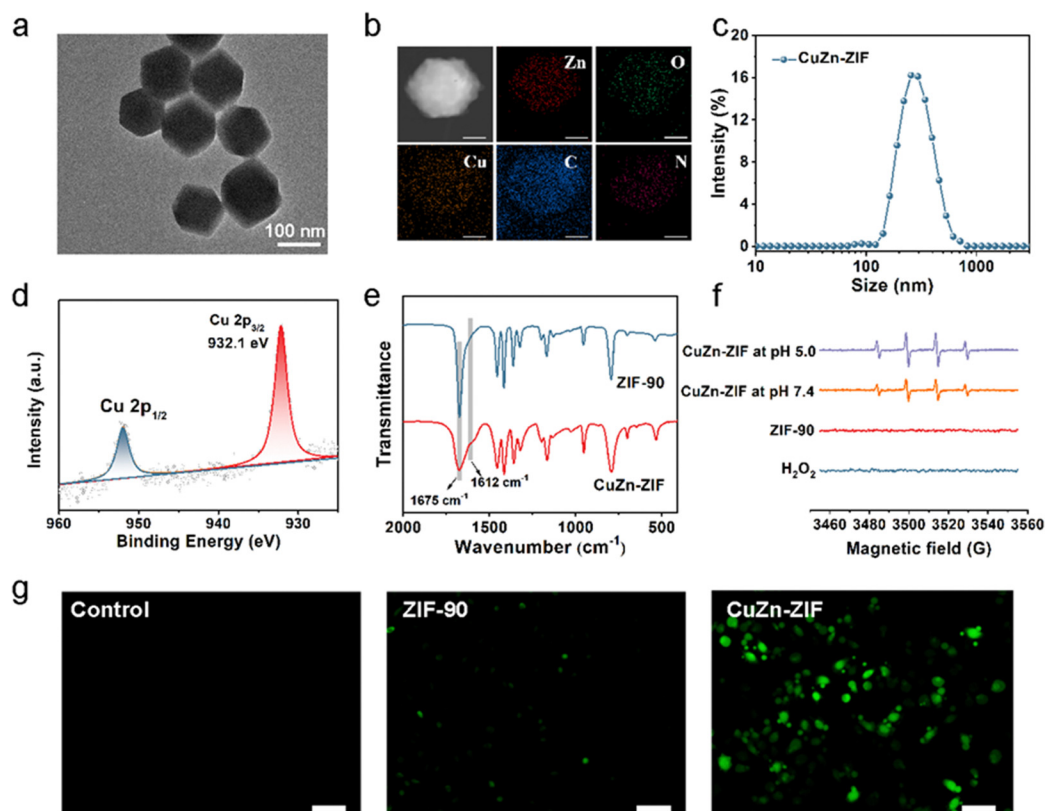 a
100 nm
b
Zn
O
Cu
C
N
c
CuZn-ZIF
Intensity (%)
20
16
12
8
4
0
10
100
1000
Size (nm)
d
Cu 2p3/2
932.1 eV
Cu 2p1/2
Intensity (a.u.)
960
950
940
930
Binding Energy (eV)
e
ZIF-90
CuZn-ZIF
1675 cm-1
1612 cm-1
Transmittance
2000
1500
1000
500
Wavenumber (cm-1)
f
CuZn-ZIF at pH 5.0
CuZn-ZIF at pH 7.4
ZIF-90
H2O2
3460
3480
3500
3520
3540
3560
Magnetic field (G)
g
Control
ZIF-90
CuZn-ZIF